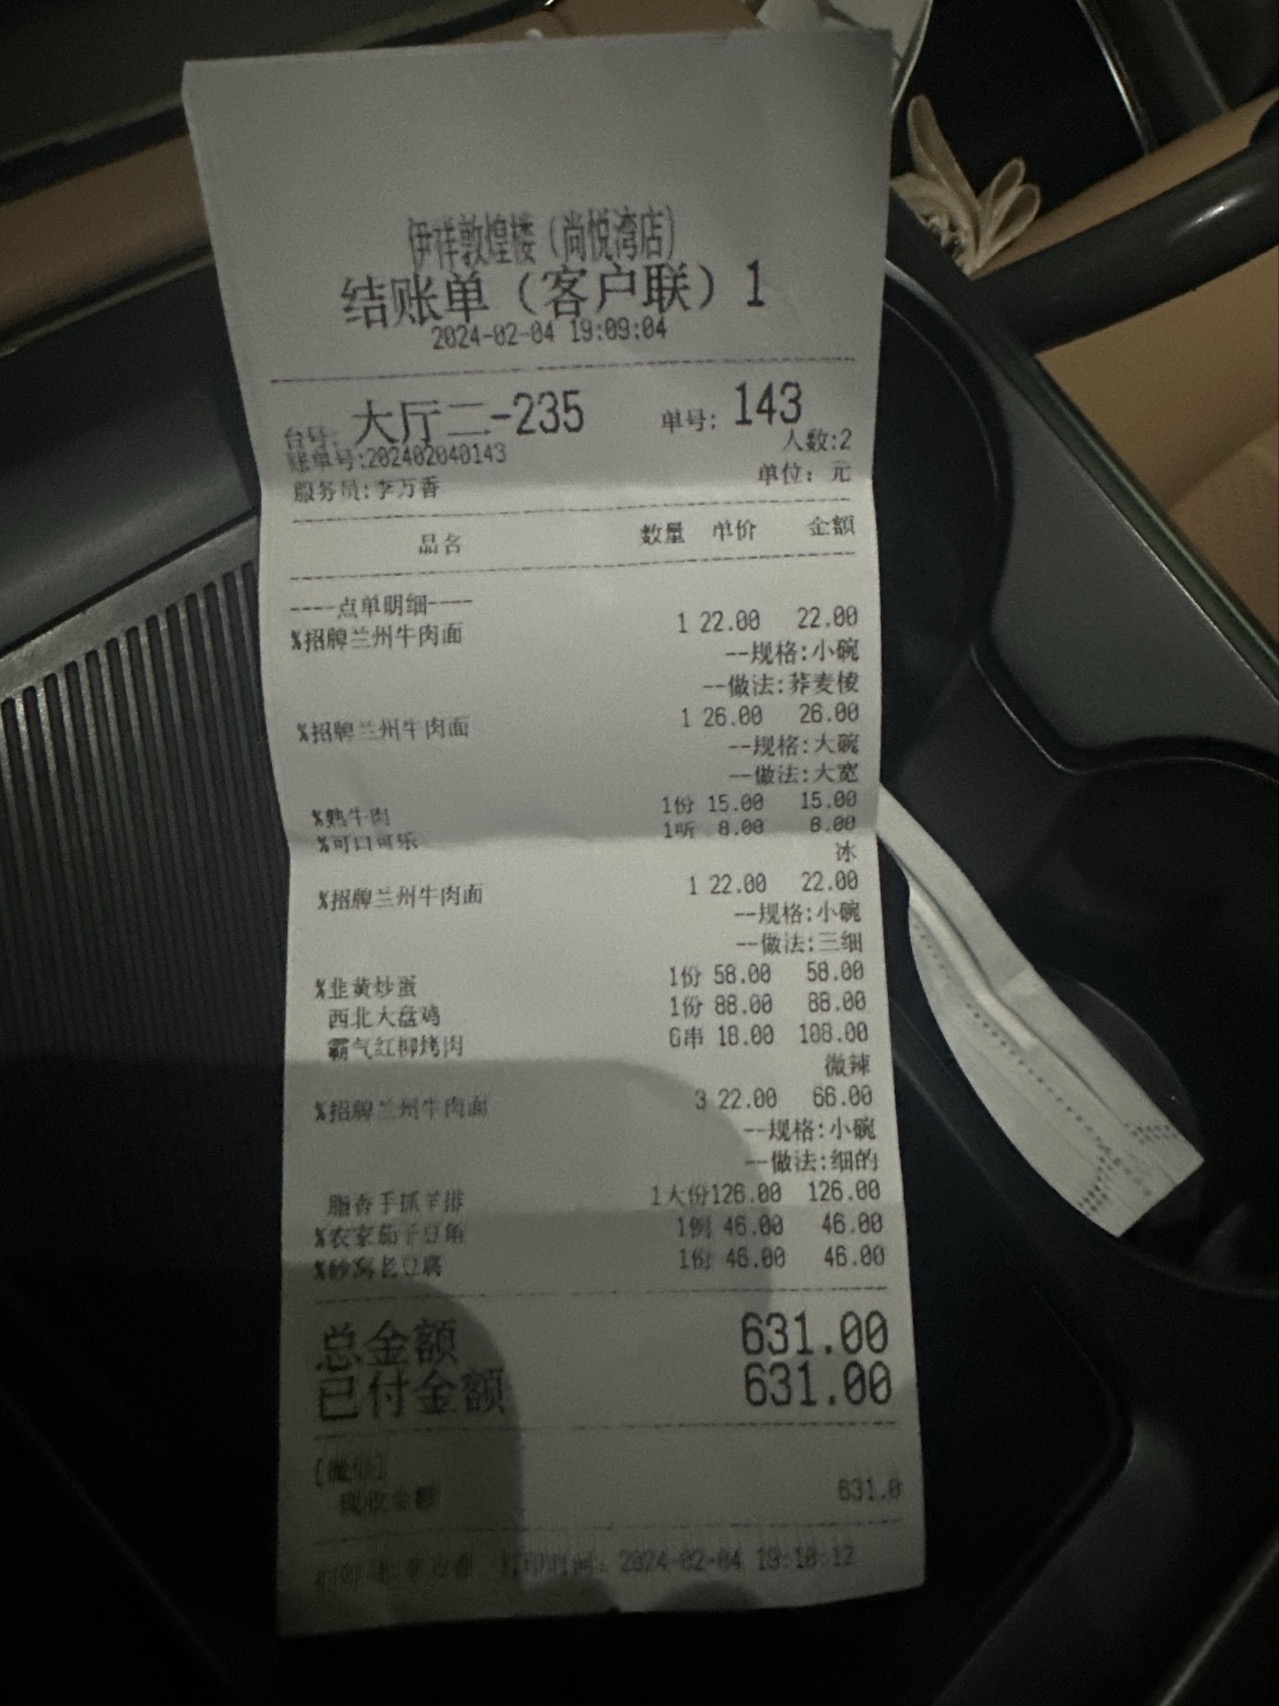 伊祥敦煌楼（尚悦湾店）
结账单（客户联）1
2024-02-04 19:09:04
台号: 大厅二-235 单号: 143
人数:2
账单号:202402040143
服务员:李万香 单位: 元
品名 数量 单价 金额
----点单明细----
%招牌兰州牛肉面 1 22.00 22.00
--规格:小碗
--做法:荞麦棱
%招牌兰州牛肉面 1 26.00 26.00
--规格:大碗
--做法:大宽
%熟牛肉 1份 15.00 15.00
%可口可乐 1听 8.00 8.00
冰
%招牌兰州牛肉面 1 22.00 22.00
--规格:小碗
--做法:三细
%韭黄炒蛋 1份 58.00 58.00
西北大盘鸡 1份 88.00 88.00
霸气红柳烤肉 6串 18.00 108.00
微辣
%招牌兰州牛肉面 3 22.00 66.00
--规格:小碗
--做法:细的
脂香手抓羊排 1大份126.00 126.00
%农家茄子豆角 1例 46.00 46.00
%砂窝老豆腐 1份 46.00 46.00
总金额 631.00
已付金额 631.00
631.0
打印时间: 2024-02-04 19:10:12